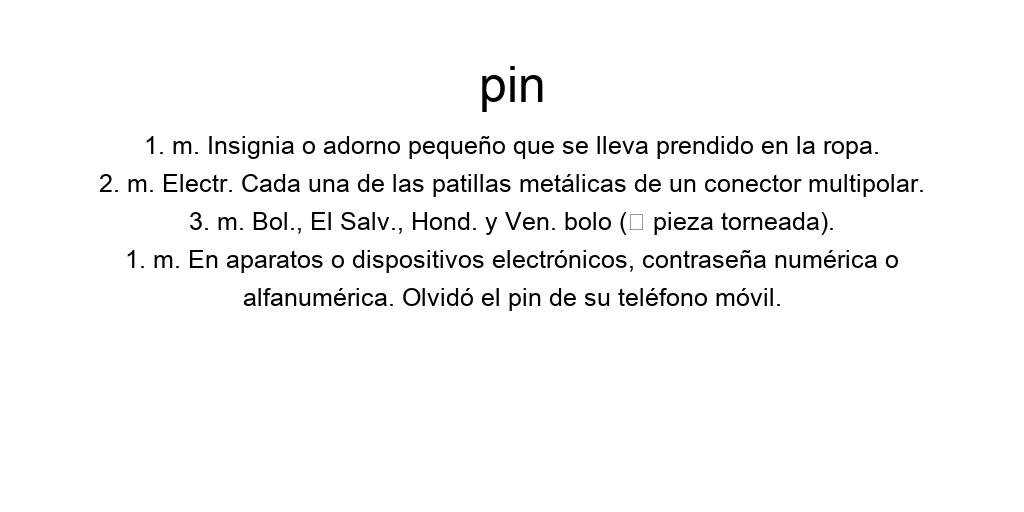 pin
1. m. Insignia o adorno pequeño que se lleva prendido en la ropa.
2. m. Electr. Cada una de las patillas metálicas de un conector multipolar.
3. m. Bol., El Salv., Hond. y Ven. bolo (□ pieza torneada).
1. m. En aparatos o dispositivos electrónicos, contraseña numérica o
alfanumérica. Olvidó el pin de su teléfono móvil.